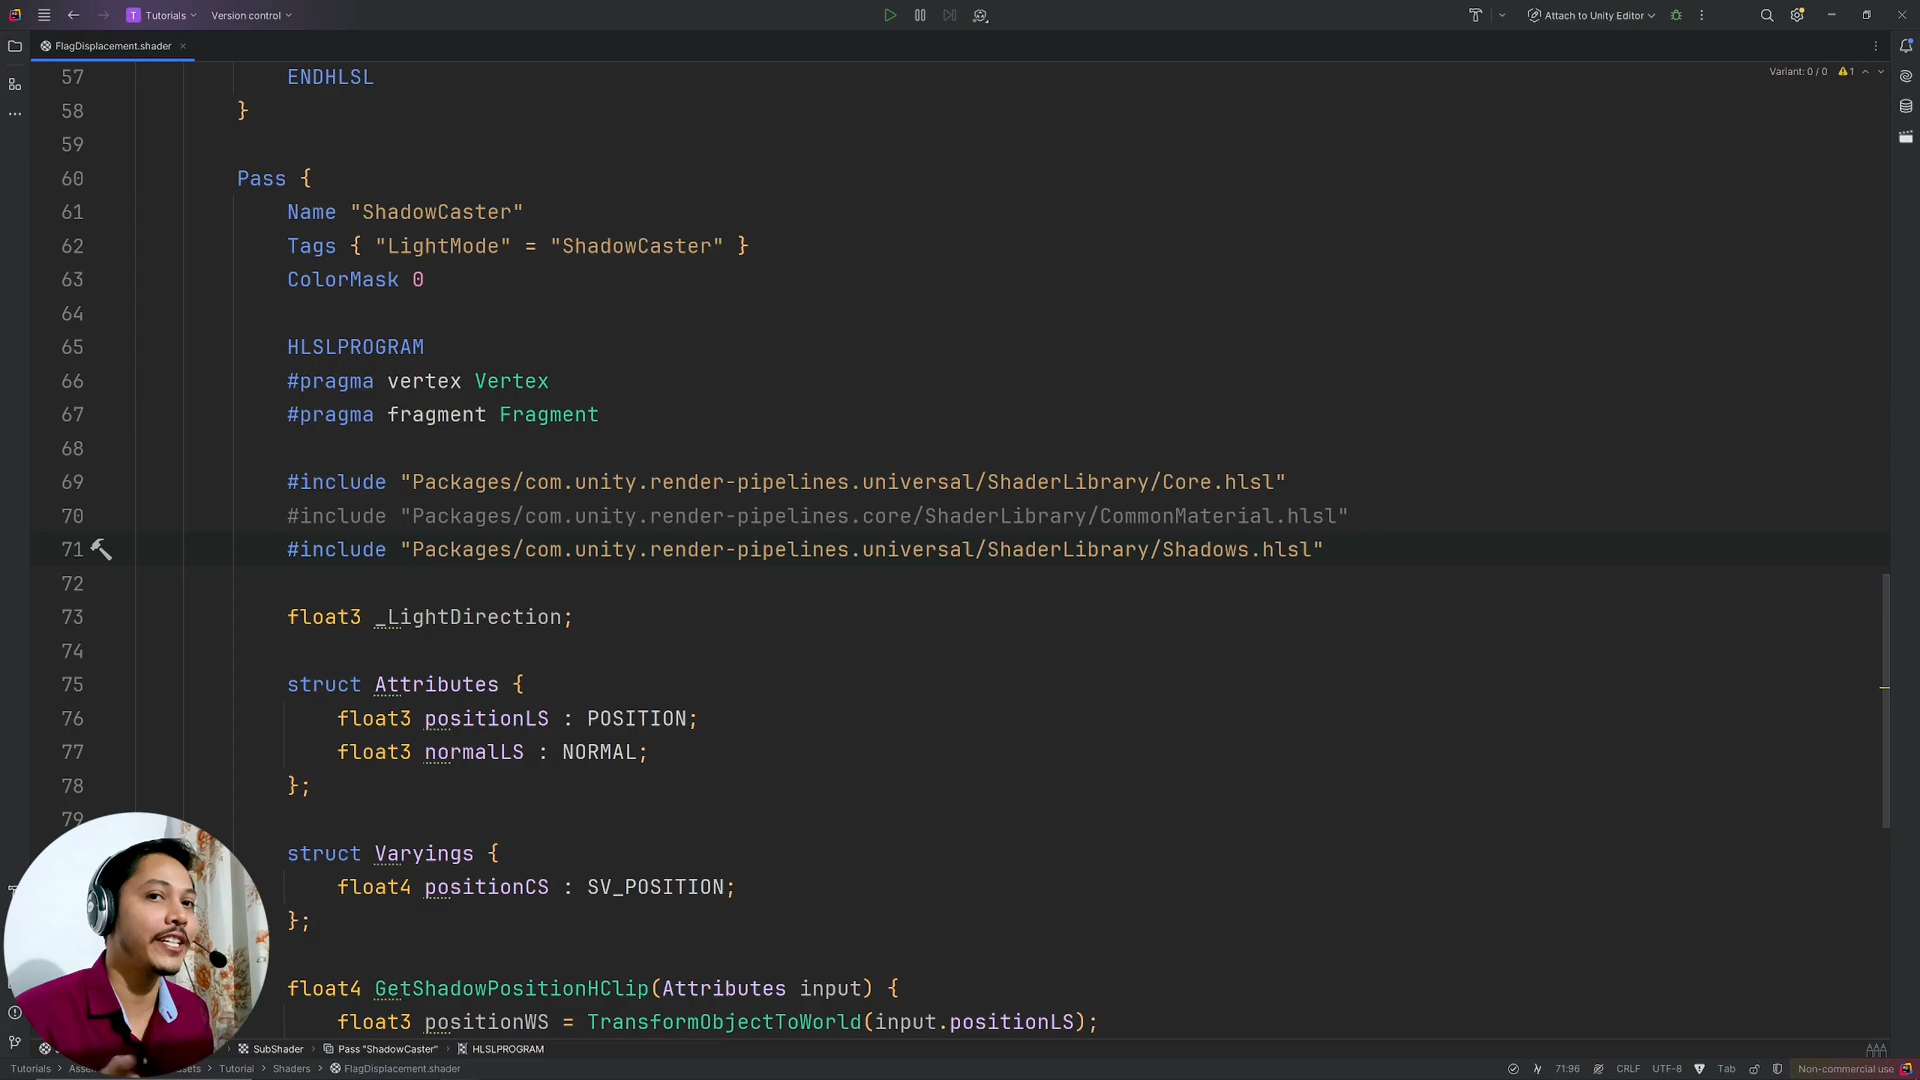 T Tutorials Version control Attach to Unity Editor
FlagDisplacement.shader
Variant: 0 / 0 1
57 ENDHLSL
58 }
59
60 Pass {
61 Name "ShadowCaster"
62 Tags { "LightMode" = "ShadowCaster" }
63 ColorMask 0
64
65 HLSLPROGRAM
66 #pragma vertex Vertex
67 #pragma fragment Fragment
68
69 #include "Packages/com.unity.render-pipelines.universal/ShaderLibrary/Core.hlsl"
70 #include "Packages/com.unity.render-pipelines.core/ShaderLibrary/CommonMaterial.hlsl"
71 #include "Packages/com.unity.render-pipelines.universal/ShaderLibrary/Shadows.hlsl"
72
73 float3 _LightDirection;
74
75 struct Attributes {
76 float3 positionLS : POSITION;
77 float3 normalLS : NORMAL;
78 };
79
struct Varyings {
float4 positionCS : SV_POSITION;
};
float4 GetShadowPositionHClip(Attributes input) {
float3 positionWS = TransformObjectToWorld(input.positionLS);
SubShader Pass "ShadowCaster" HLSLPROGRAM
Tutorials Tutorial Shaders FlagDisplacement.shader 71:96 CRLF UTF-8 Tab Non-commercial use